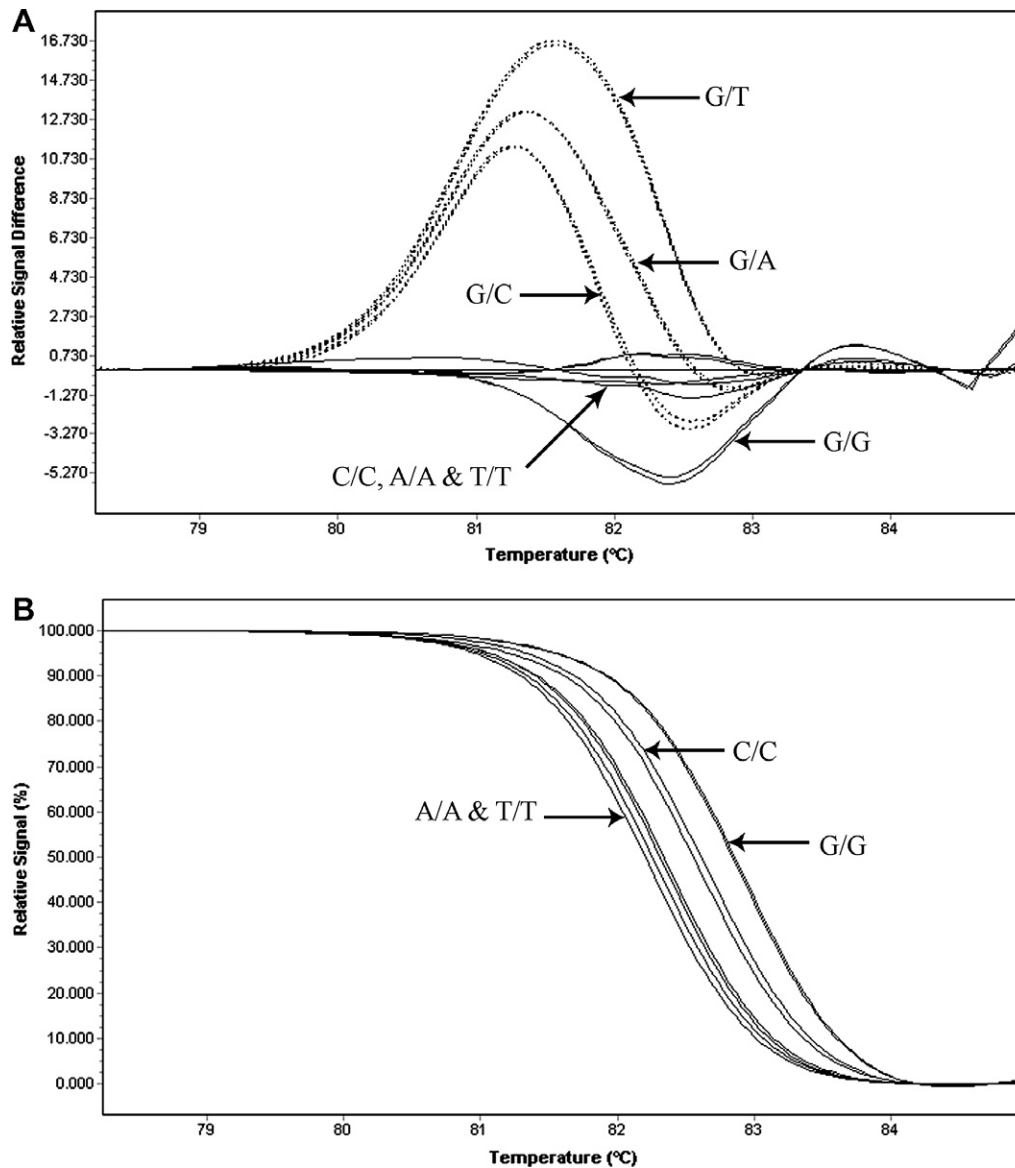 A
16.730
14.730
12.730
10.730
8.730
6.730
4.730
2.730
0.730
-1.270
-3.270
-5.270
Relative Signal Difference
G/T
G/A
G/C
G/G
C/C, A/A & T/T
79 80 81 82 83 84
Temperature (ºC)
B
100.000
90.000
80.000
70.000
60.000
50.000
40.000
30.000
20.000
10.000
0.000
Relative Signal (%)
C/C
A/A & T/T
G/G
79 80 81 82 83 84
Temperature (ºC)